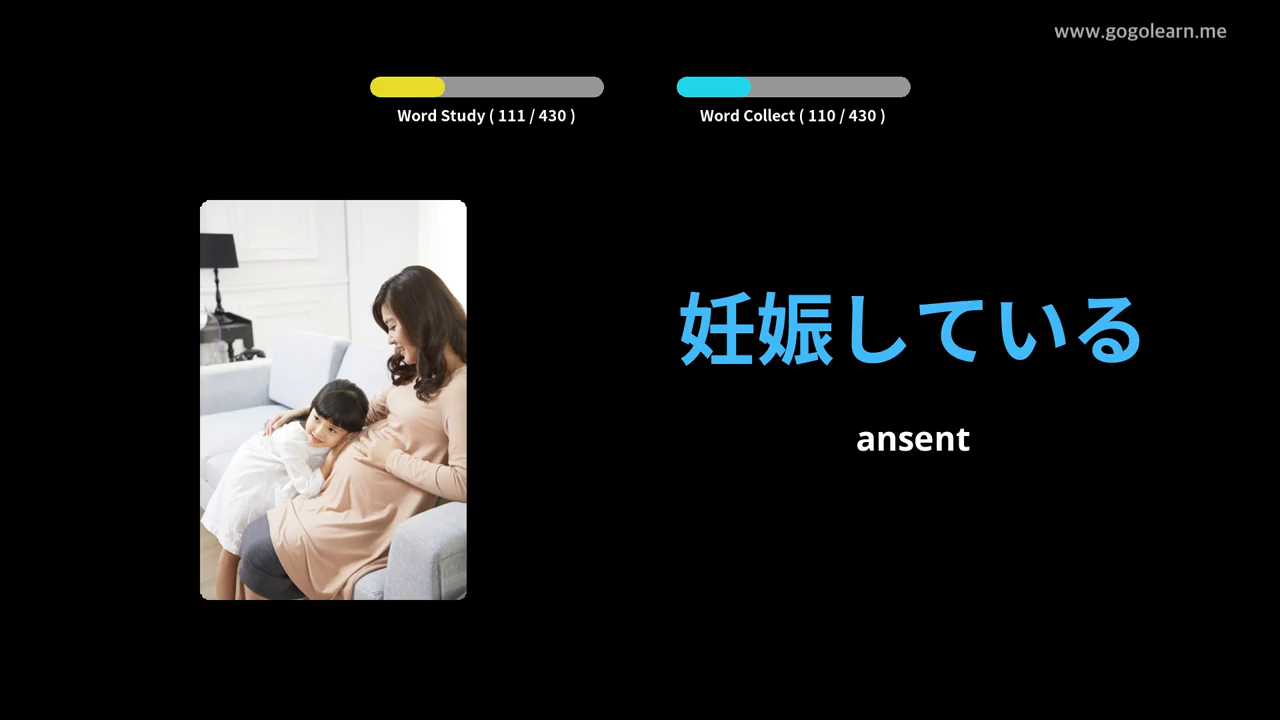 www.gogolearn.me
Word Study ( 111 / 430 )
Word Collect ( 110 / 430 )
妊娠している
ansent